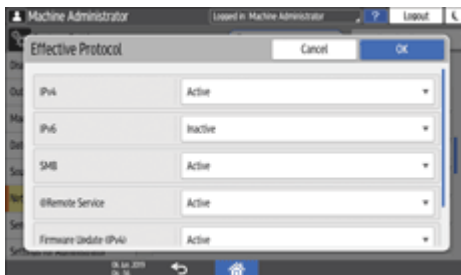 Machine Administrator
Logged in: Machine Administrator
?
Logout
Effective Protocol
Cancel
OK
IPv4
Active
IPv6
Inactive
SMB
Active
@Remote Service
Active
Firmware Update (IPv4)
Active